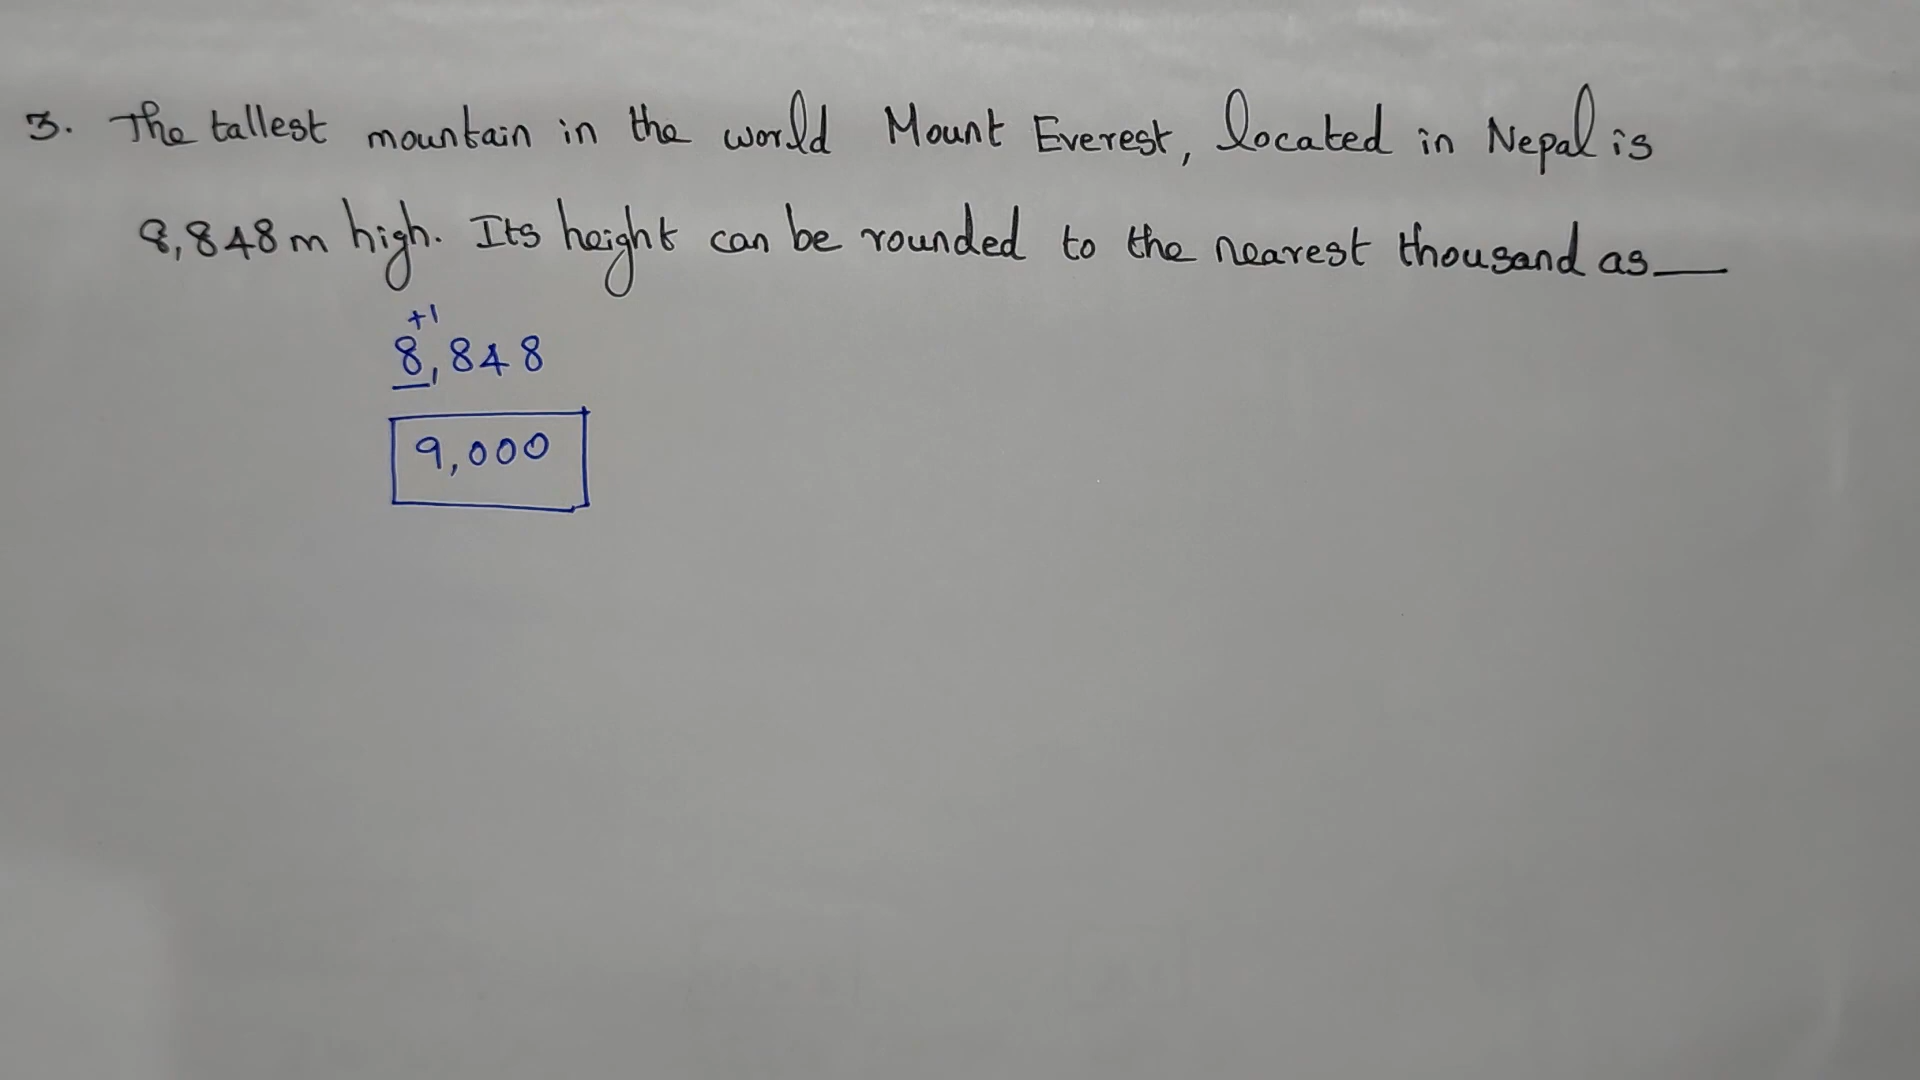 3. The tallest mountain in the world Mount Everest, located in Nepal is
8,848 m high. Its height can be rounded to the nearest thousand as __
+1
8,848
9,000